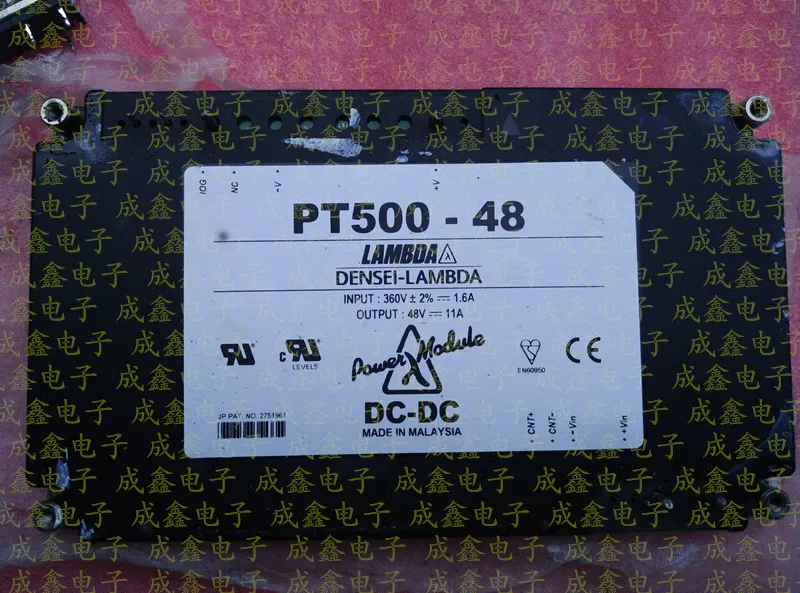 IOG
NC
-V
+V
PT500 - 48
LAMBDA
DENSEI-LAMBDA
INPUT : 360V ± 2% ⎓ 1.6A
OUTPUT : 48V ⎓ 11A
c
LEVEL5
Power Module
EN60950
CE
JP PAT. NO. 2751961
DC-DC
MADE IN MALAYSIA
CNT+
CNT-
-Vin
+Vin
成鑫电子